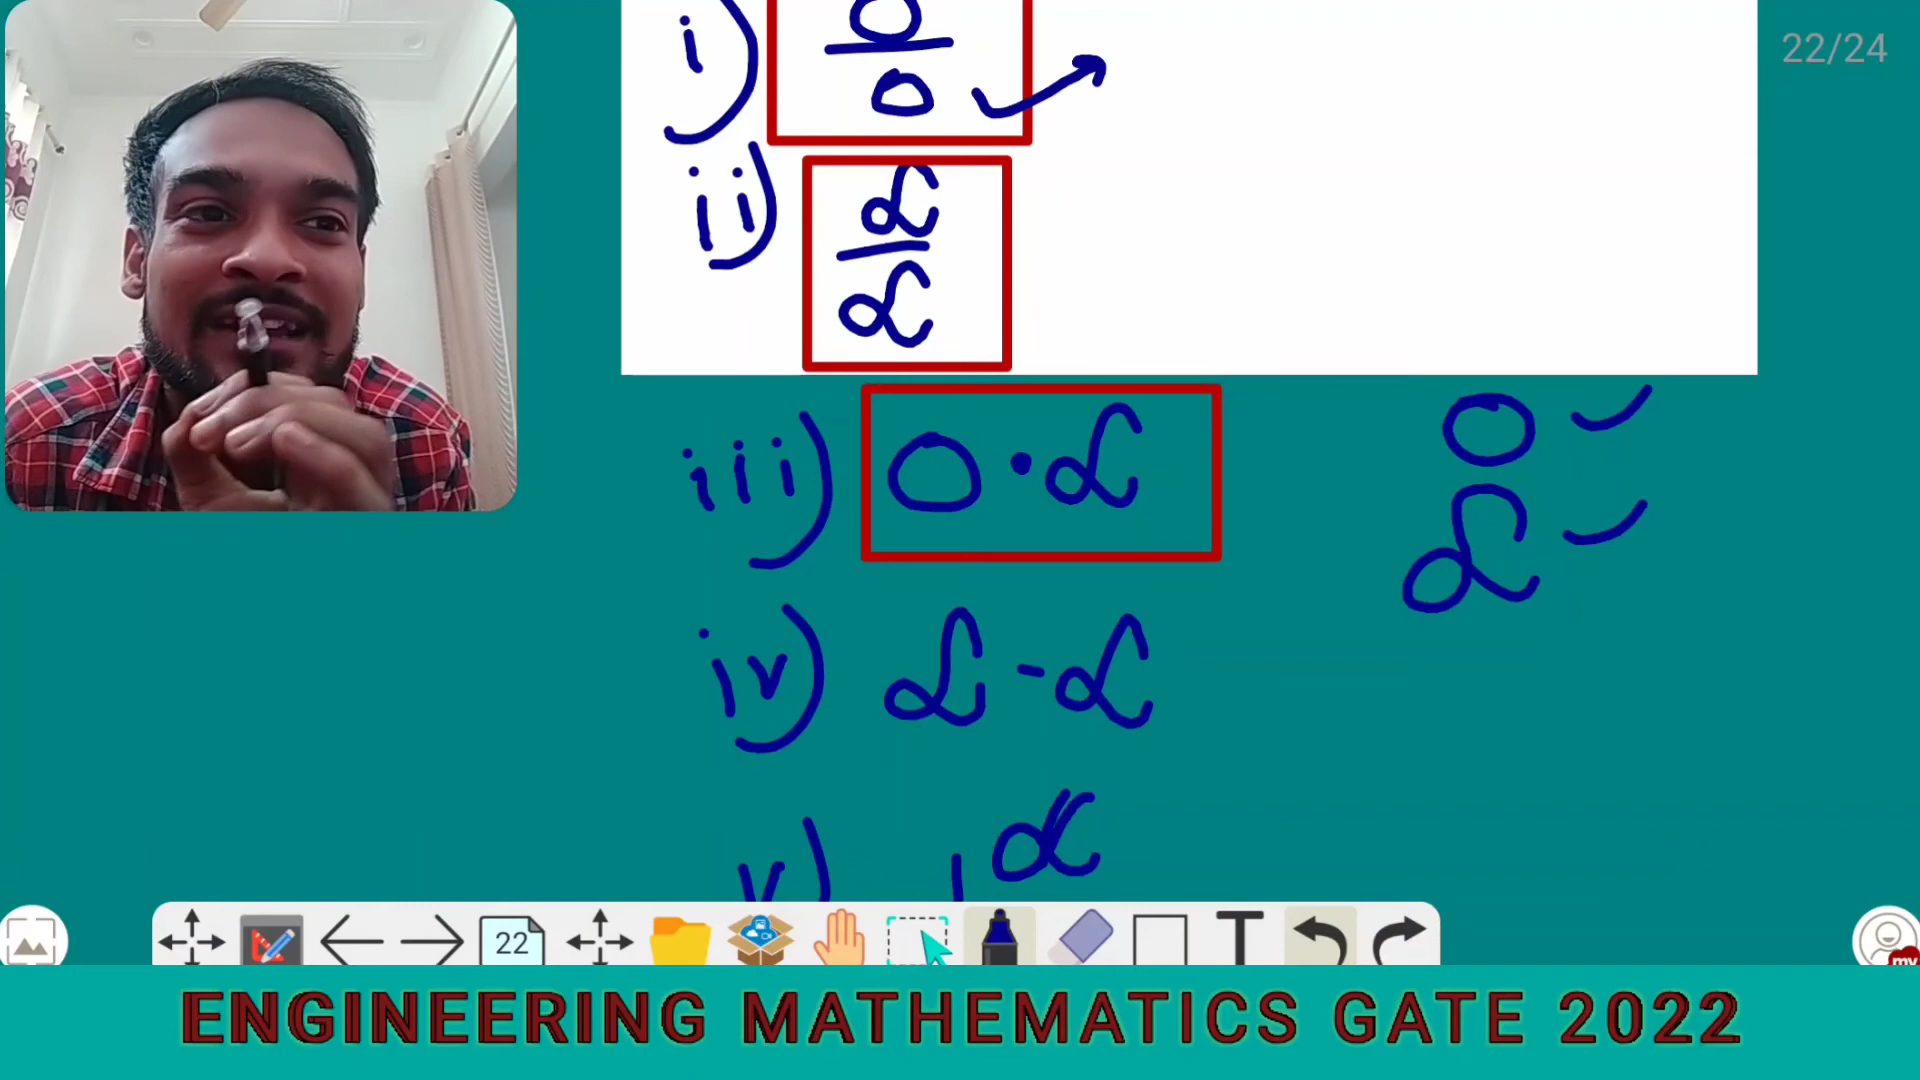 22/24
i) 0/0
ii) ∝/∝
iii) 0·∝
0
∝
iv) ∝-∝
v) 1^∝
22
T
ENGINEERING MATHEMATICS GATE 2022